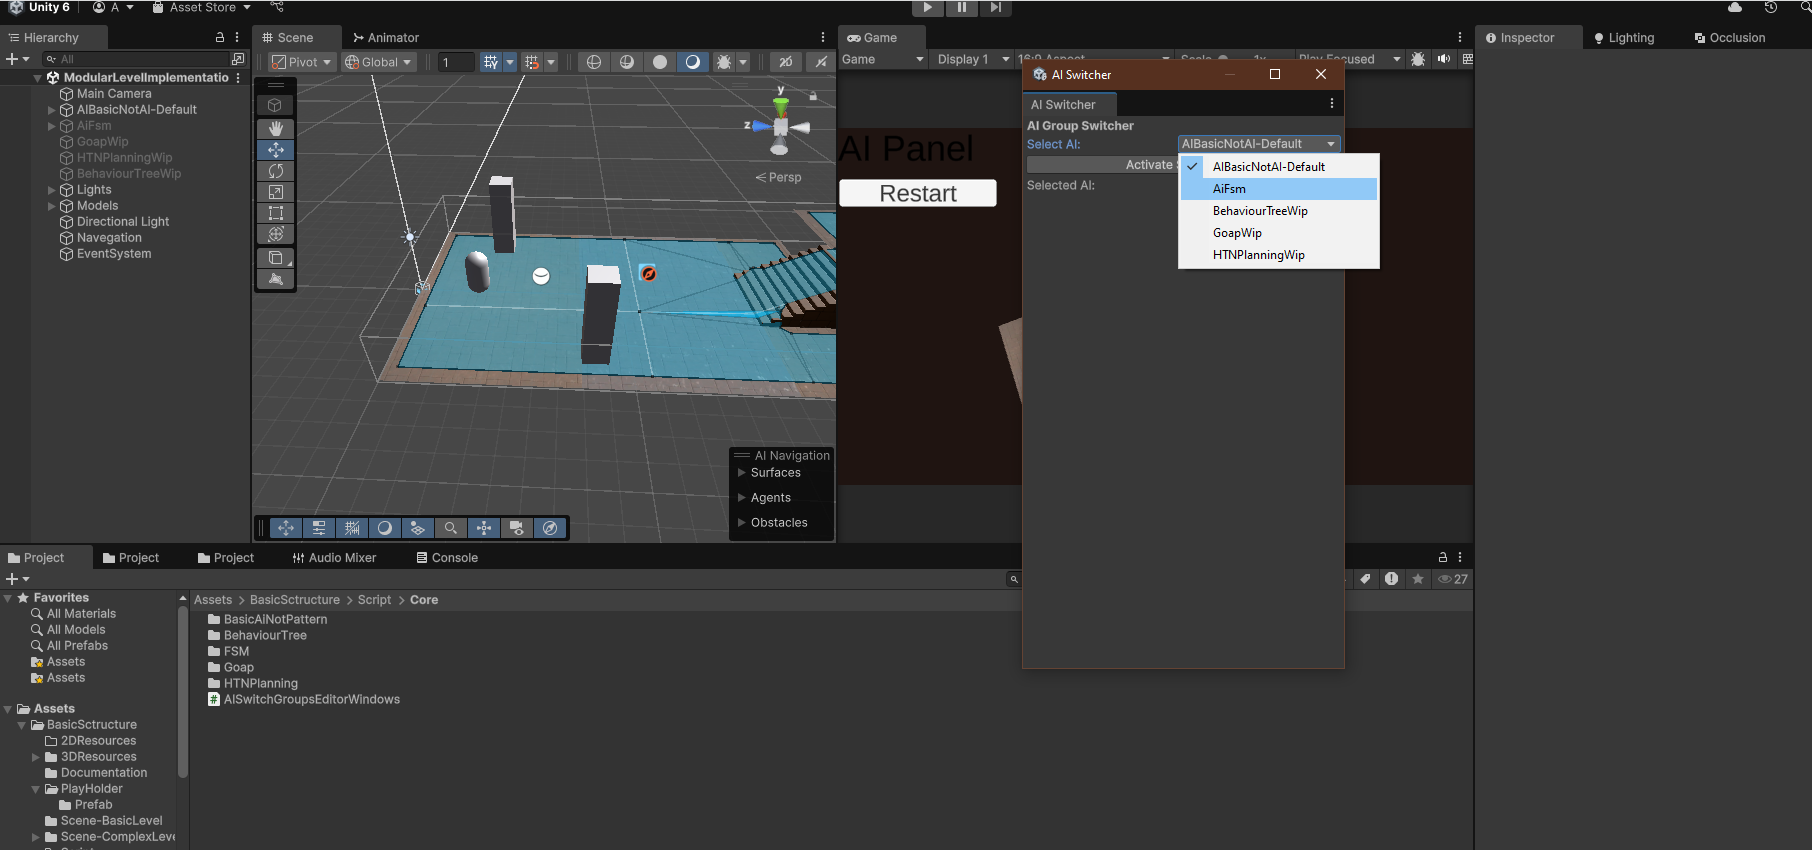 Unity 6
A
Asset Store
Hierarchy
All
ModularLevelImplementatio
Main Camera
AIBasicNotAI-Default
AiFsm
GoapWip
HTNPlanningWip
BehaviourTreeWip
Lights
Models
Directional Light
Navigation
EventSystem
Scene
Animator
Pivot
Global
1
2D
y
z
Persp
AI Navigation
Surfaces
Agents
Obstacles
Game
Game
Display 1
16:9 Aspect
Scale
1x
Play Focused
AI Panel
Restart
AI Switcher
AI Switcher
AI Group Switcher
Select AI:
AIBasicNotAI-Default
Activate
Selected AI:
AIBasicNotAI-Default
AiFsm
BehaviourTreeWip
GoapWip
HTNPlanningWip
Inspector
Lighting
Occlusion
Project
Project
Project
Audio Mixer
Console
27
Favorites
All Materials
All Models
All Prefabs
Assets
Assets
Assets
BasicSctructure
2DResources
3DResources
Documentation
PlayHolder
Prefab
Scene-BasicLevel
Scene-ComplexLeve
Assets > BasicSctructure > Script > Core
BasicAiNotPattern
BehaviourTree
FSM
Goap
HTNPlanning
AISwitchGroupsEditorWindows